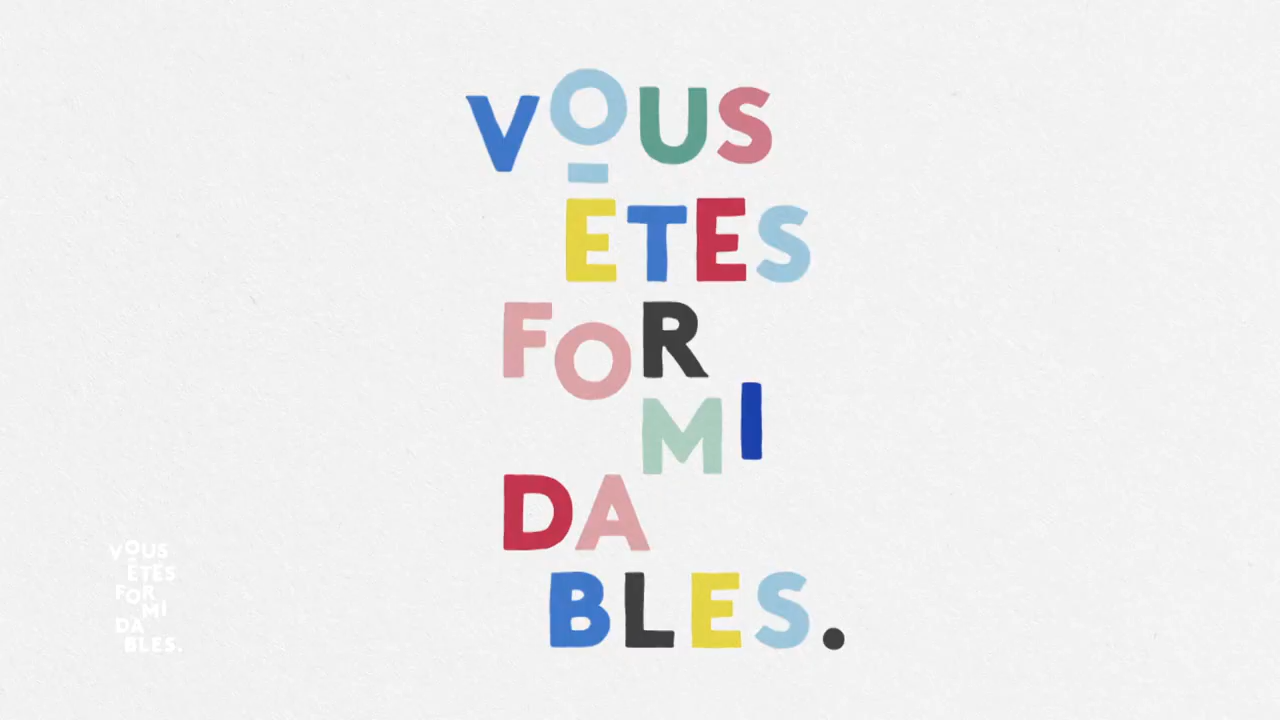 VOUS
ÊTES
FOR
MI
DA
BLES.
VOUS
ÊTES
FOR
MI
DA
BLES.